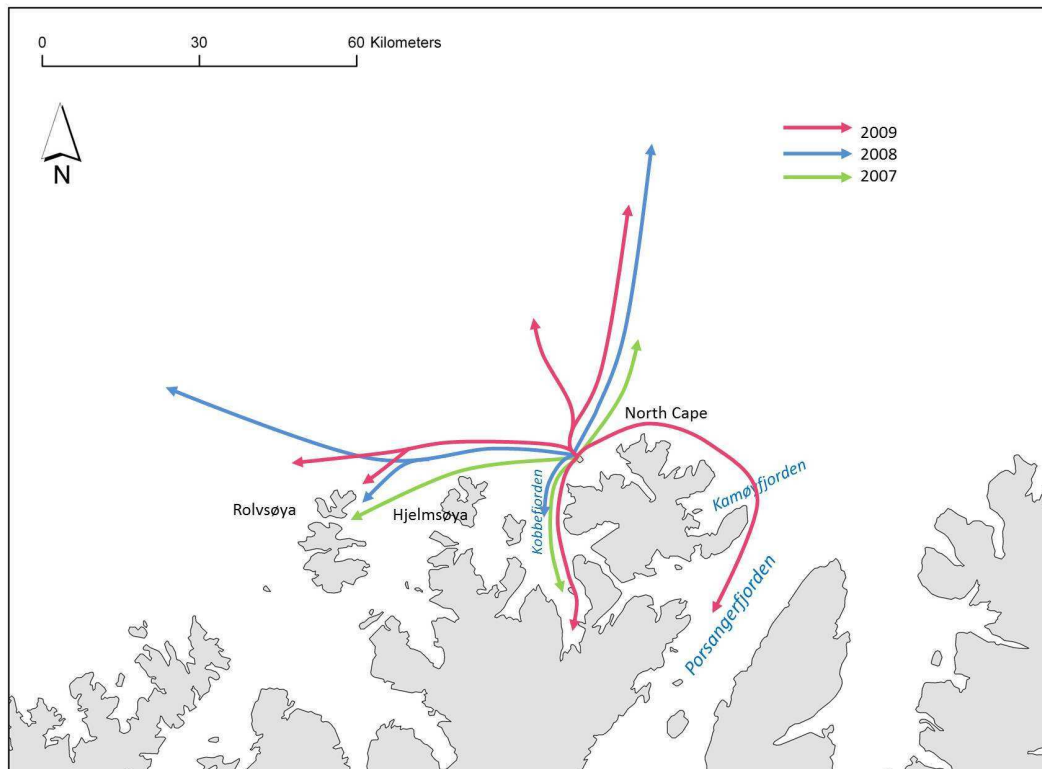 0 30 60 Kilometers
N
2009
2008
2007
North Cape
Kamøyfjorden
Kobbefjorden
Rolvsøya
Hjelmsøya
Porsangerfjorden